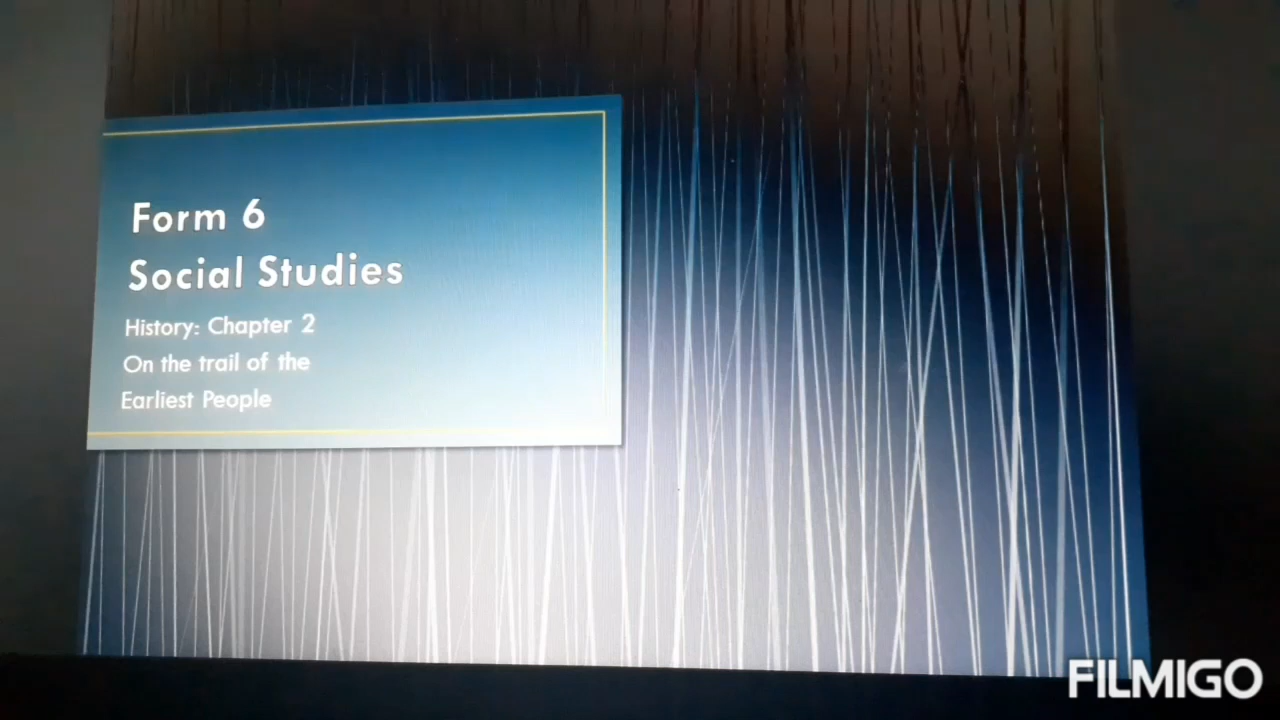 Form 6
Social Studies
History: Chapter 2
On the trail of the
Earliest People
FILMIGO